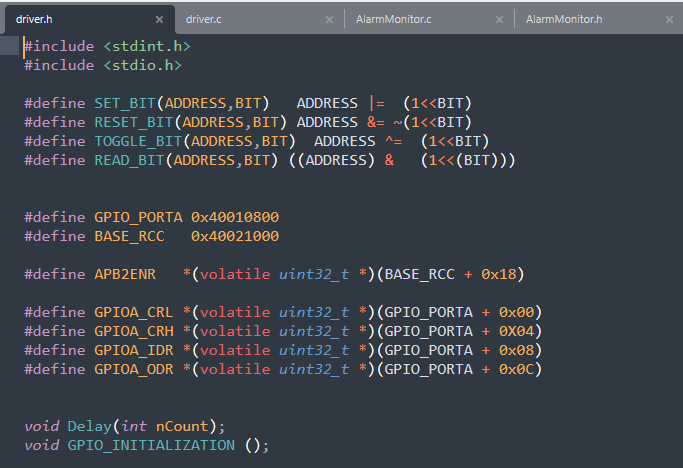 driver.h × driver.c × AlarmMonitor.c × AlarmMonitor.h ×
#include <stdint.h>
#include <stdio.h>
#define SET_BIT(ADDRESS,BIT)   ADDRESS |=  (1<<BIT)
#define RESET_BIT(ADDRESS,BIT) ADDRESS &= ~(1<<BIT)
#define TOGGLE_BIT(ADDRESS,BIT)  ADDRESS ^=  (1<<BIT)
#define READ_BIT(ADDRESS,BIT) ((ADDRESS) &   (1<<(BIT)))
#define GPIO_PORTA 0x40010800
#define BASE_RCC   0x40021000
#define APB2ENR   *(volatile uint32_t *)(BASE_RCC + 0x18)
#define GPIOA_CRL *(volatile uint32_t *)(GPIO_PORTA + 0x00)
#define GPIOA_CRH *(volatile uint32_t *)(GPIO_PORTA + 0X04)
#define GPIOA_IDR *(volatile uint32_t *)(GPIO_PORTA + 0x08)
#define GPIOA_ODR *(volatile uint32_t *)(GPIO_PORTA + 0x0C)
void Delay(int nCount);
void GPIO_INITIALIZATION ();